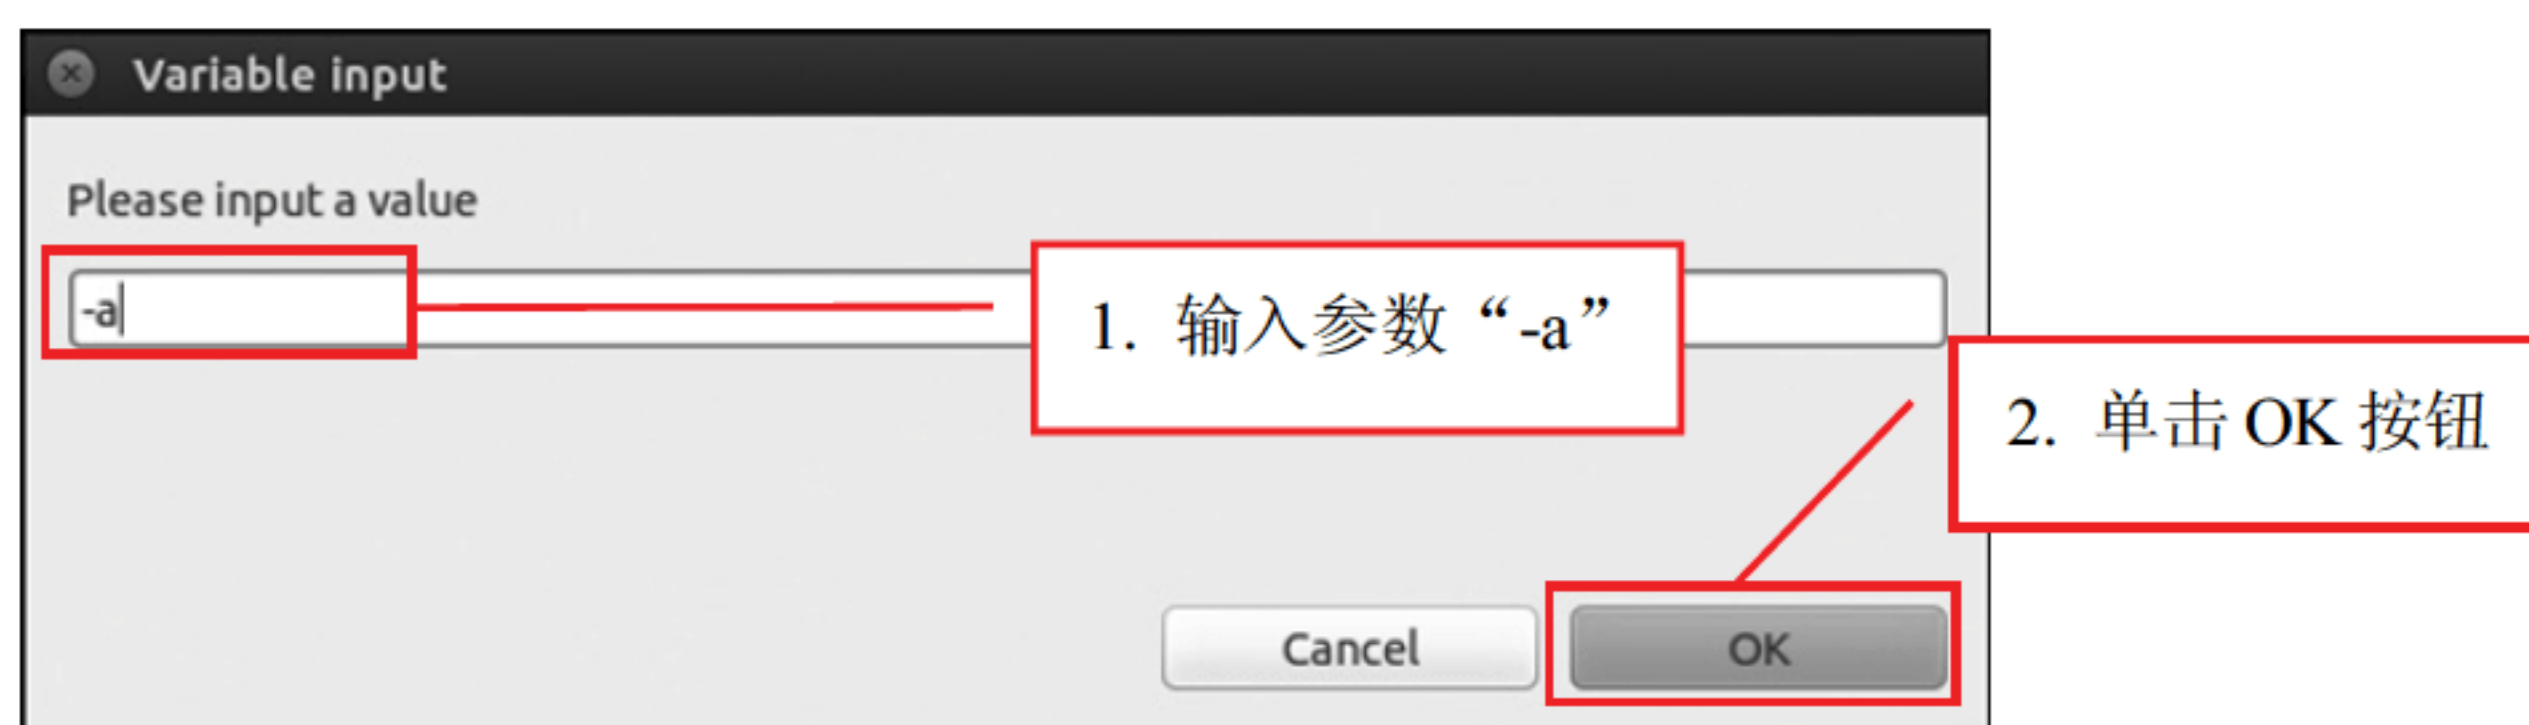 Variable input
Please input a value
-a
1. 输入参数“-a”
2. 单击 OK 按钮
Cancel
OK